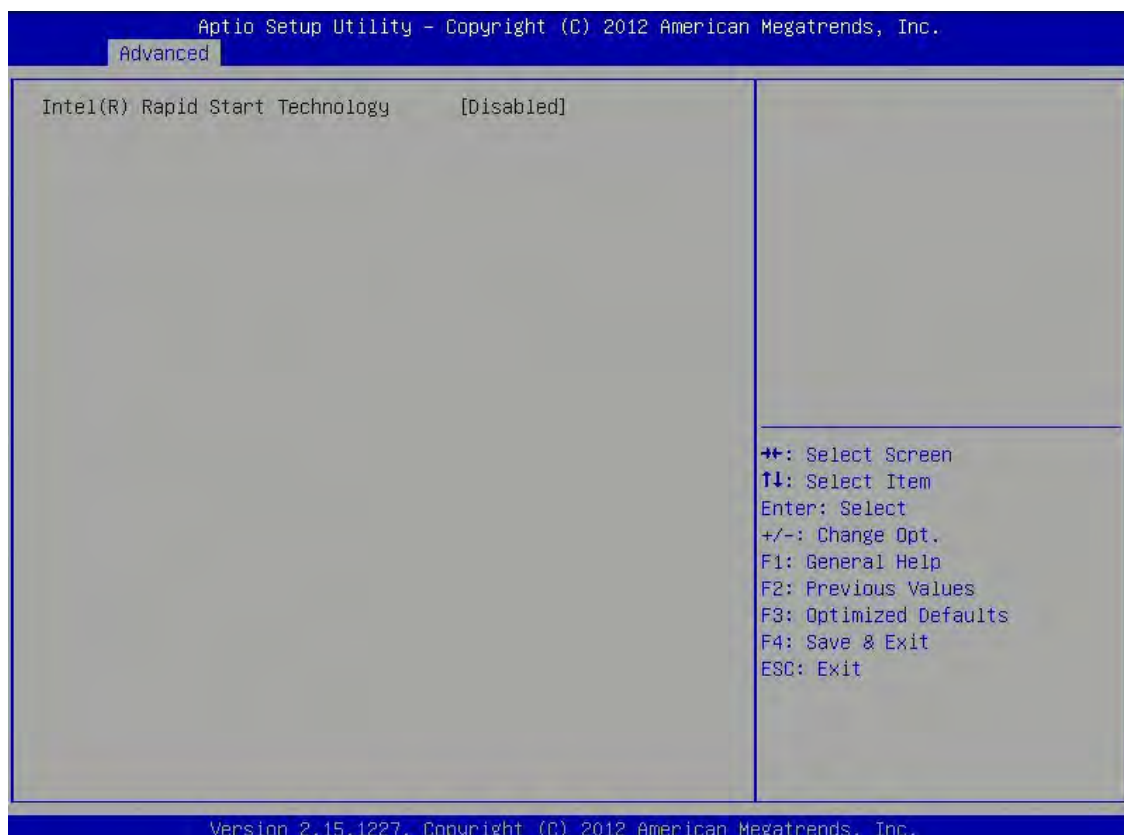 Aptio Setup Utility – Copyright (C) 2012 American Megatrends, Inc.
Advanced
Intel(R) Rapid Start Technology [Disabled]
→←: Select Screen
↑↓: Select Item
Enter: Select
+/-: Change Opt.
F1: General Help
F2: Previous Values
F3: Optimized Defaults
F4: Save & Exit
ESC: Exit
Version 2.15.1227. Copyright (C) 2012 American Megatrends, Inc.